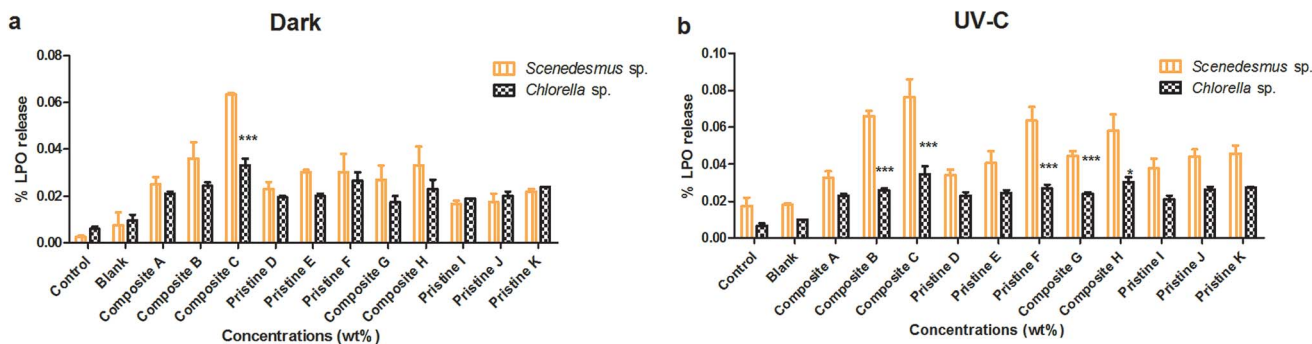 a
Dark
% LPO release
0.08
0.06
0.04
0.02
0.00
***
Scenedesmus sp.
Chlorella sp.
Control
Blank
Composite A
Composite B
Composite C
Pristine D
Pristine E
Pristine F
Composite G
Composite H
Pristine I
Pristine J
Pristine K
Concentrations (wt%)
b
UV-C
% LPO release
0.10
0.08
0.06
0.04
0.02
0.00
***
***
***
***
*
Scenedesmus sp.
Chlorella sp.
Control
Blank
Composite A
Composite B
Composite C
Pristine D
Pristine E
Pristine F
Composite G
Composite H
Pristine I
Pristine J
Pristine K
Concentrations (wt%)